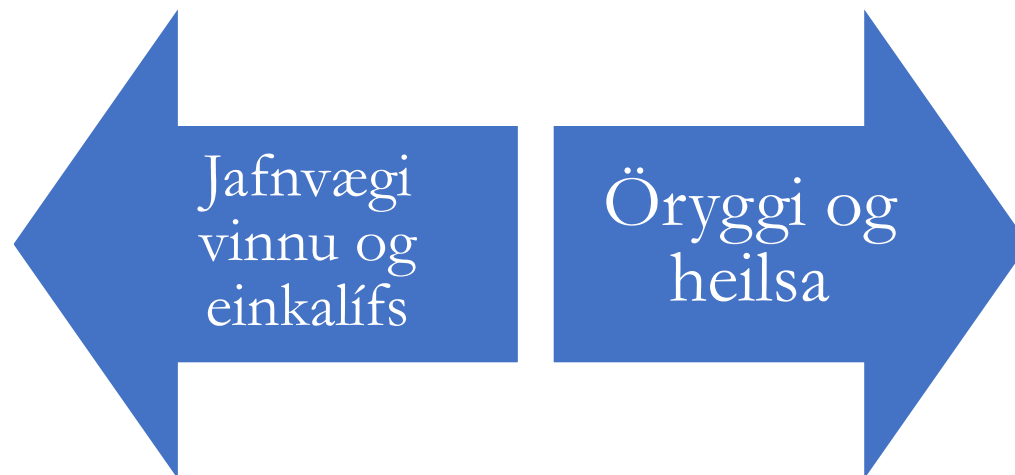 Jafnvægi
vinnu og
einkalífs
Öryggi og
heilsa